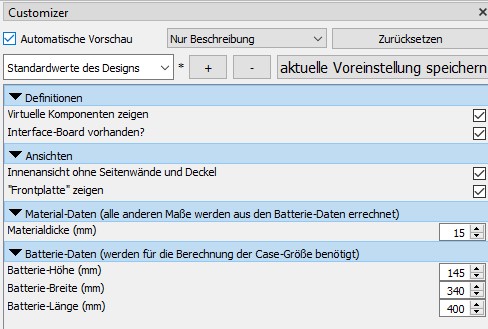 Customizer
Automatische Vorschau Nur Beschreibung Zurücksetzen
Standardwerte des Designs * + - aktuelle Voreinstellung speichern
Definitionen
Virtuelle Komponenten zeigen
Interface-Board vorhanden?
Ansichten
Innenansicht ohne Seitenwände und Deckel
"Frontplatte" zeigen
Material-Daten (alle anderen Maße werden aus den Batterie-Daten errechnet)
Materialdicke (mm) 15
Batterie-Daten (werden für die Berechnung der Case-Größe benötigt)
Batterie-Höhe (mm) 145
Batterie-Breite (mm) 340
Batterie-Länge (mm) 400